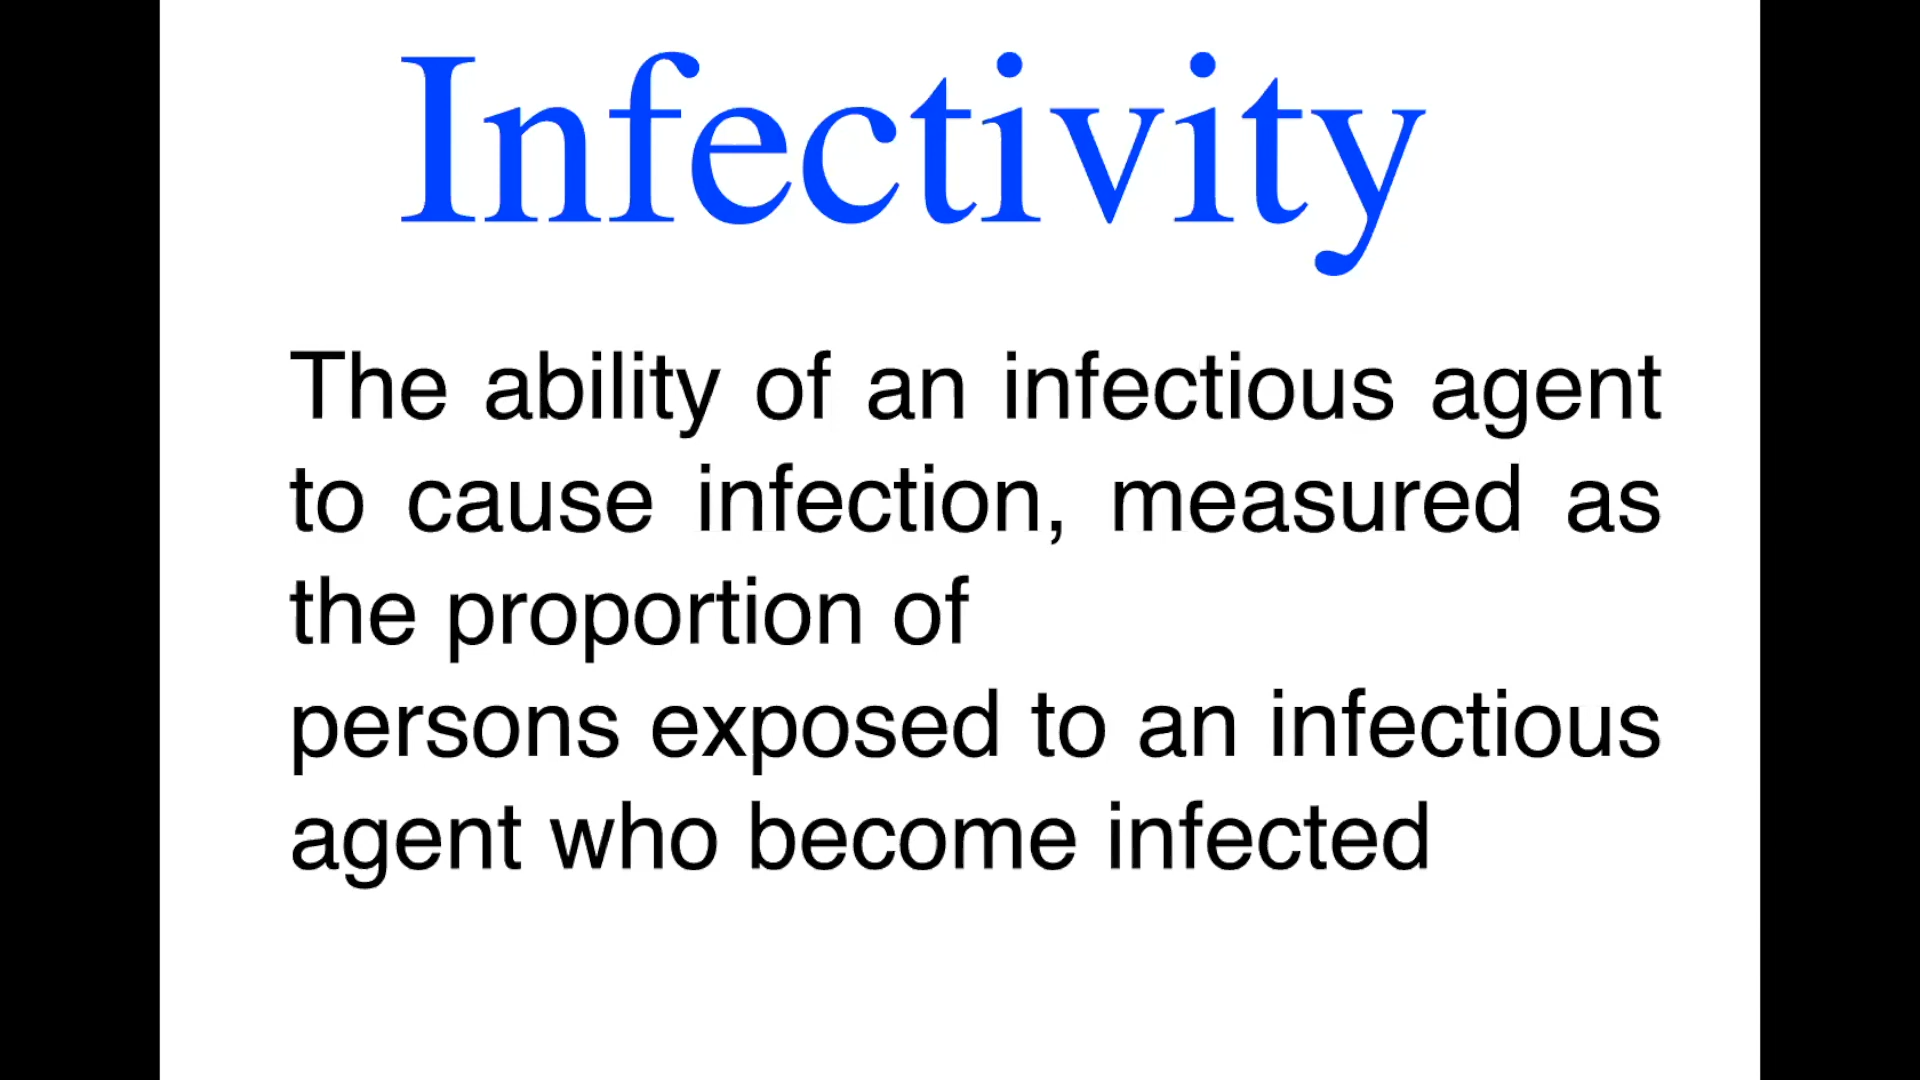 Infectivity
The ability of an infectious agent
to cause infection, measured as
the proportion of
persons exposed to an infectious
agent who become infected